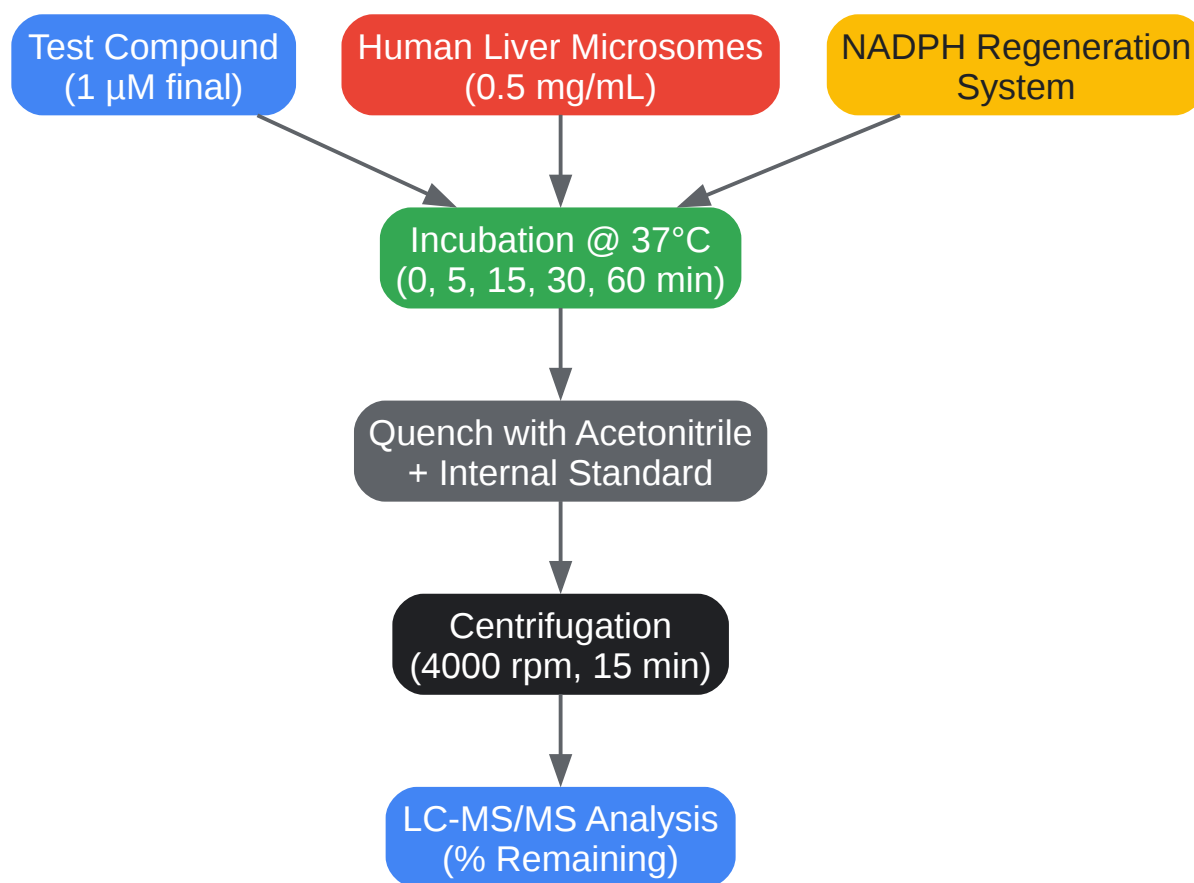 Test Compound
(1 µM final)
Human Liver Microsomes
(0.5 mg/mL)
NADPH Regeneration
System
Incubation @ 37°C
(0, 5, 15, 30, 60 min)
Quench with Acetonitrile
+ Internal Standard
Centrifugation
(4000 rpm, 15 min)
LC-MS/MS Analysis
(% Remaining)